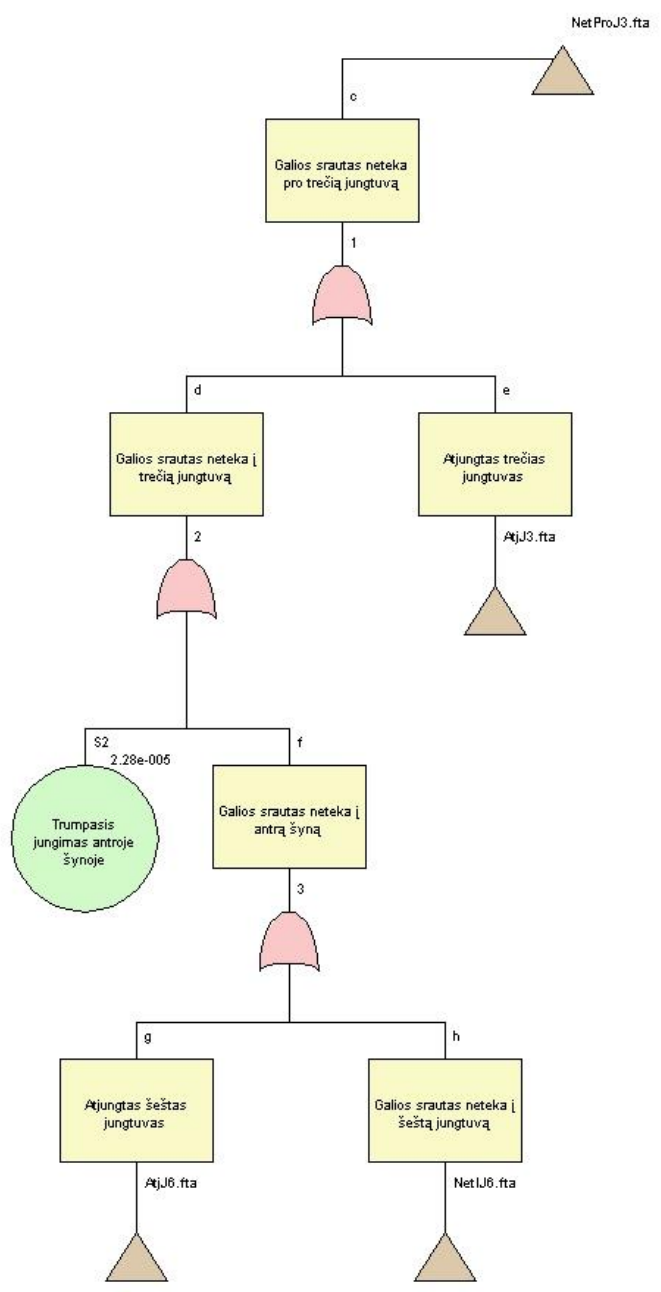 NetProJ3.fta
c
Galios srautas neteka
pro trečią jungtuvą
1
d
e
Galios srautas neteka į
trečią jungtuvą
Atjungtas trečias
jungtuvas
2
AtjJ3.fta
S2
2.28e-005
f
Trumpasis
jungimas antroje
šynoje
Galios srautas neteka į
antrą šyną
3
g
h
Atjungtas šeštas
jungtuvas
Galios srautas neteka į
šeštą jungtuvą
AtjJ6.fta
NetIJ6.fta